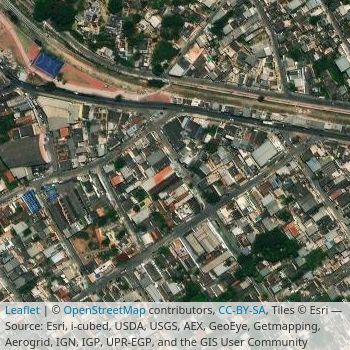 Leaflet | © OpenStreetMap contributors, CC-BY-SA, Tiles © Esri —
Source: Esri, i-cubed, USDA, USGS, AEX, GeoEye, Getmapping,
Aerogrid, IGN, IGP, UPR-EGP, and the GIS User Community